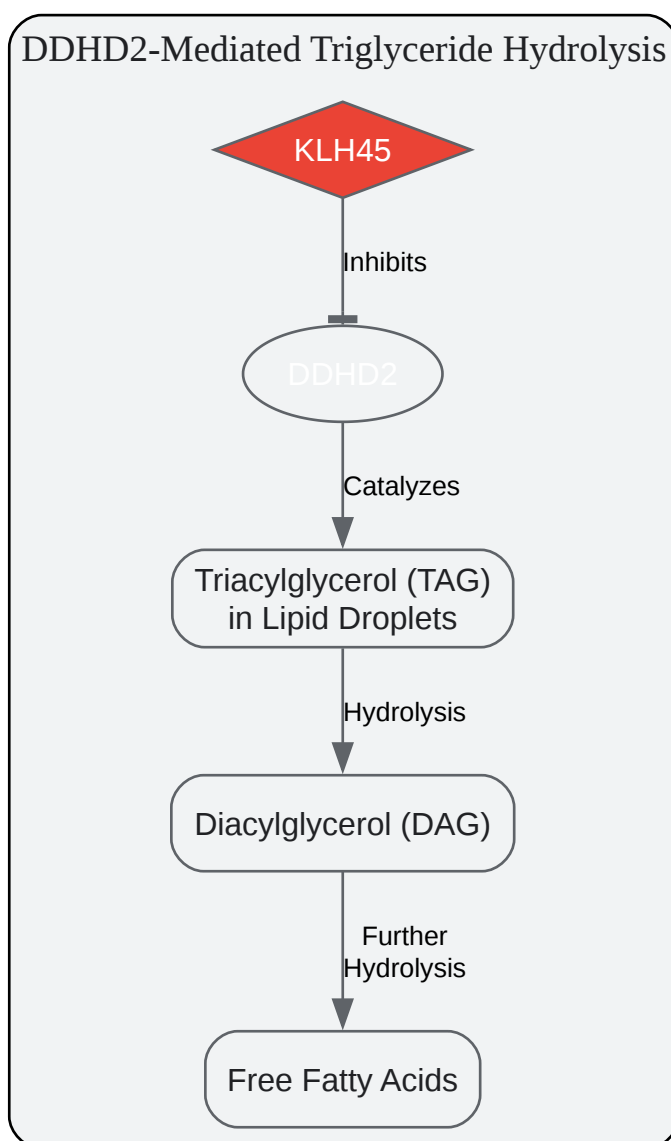 DDHD2-Mediated Triglyceride Hydrolysis
KLH45
Inhibits
DDHD2
Catalyzes
Triacylglycerol (TAG)
in Lipid Droplets
Hydrolysis
Diacylglycerol (DAG)
Further
Hydrolysis
Free Fatty Acids